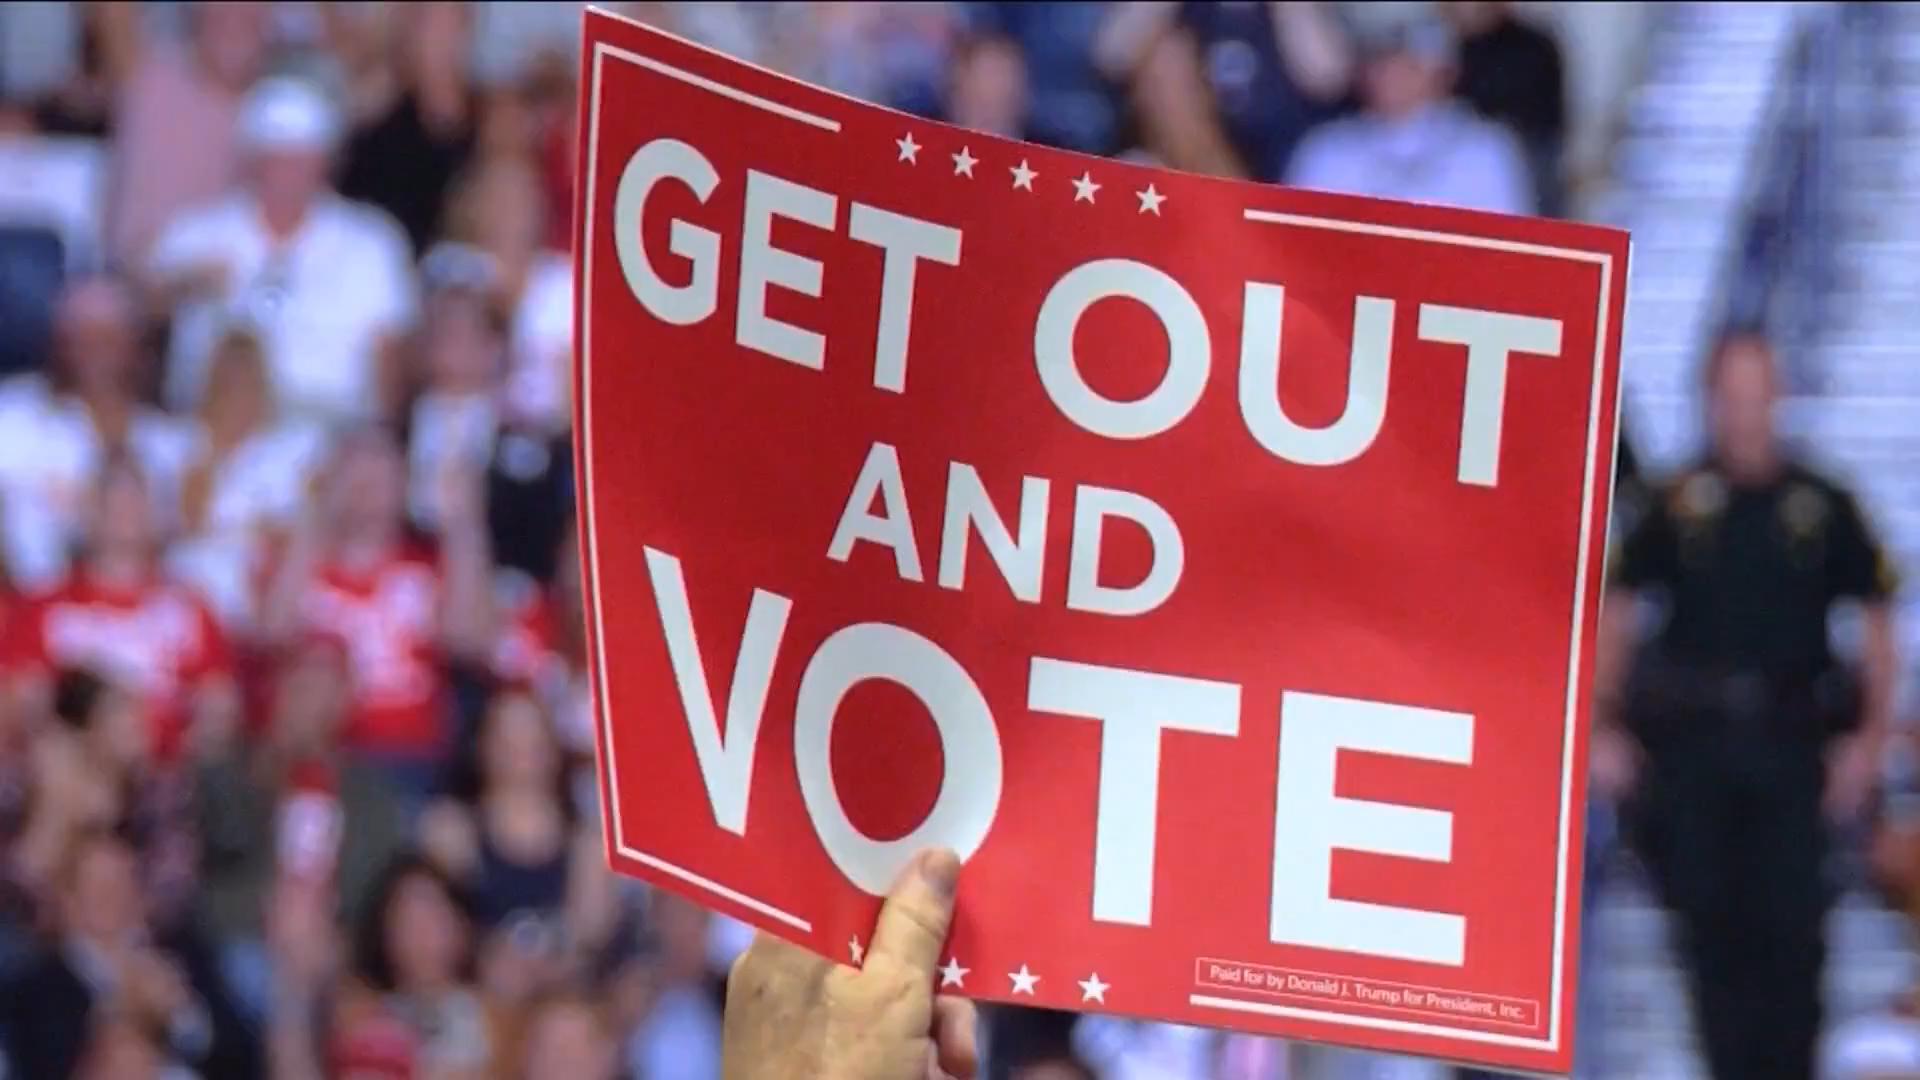 GET OUT
AND
VOTE
Paid for by Donald J. Trump for President, Inc.